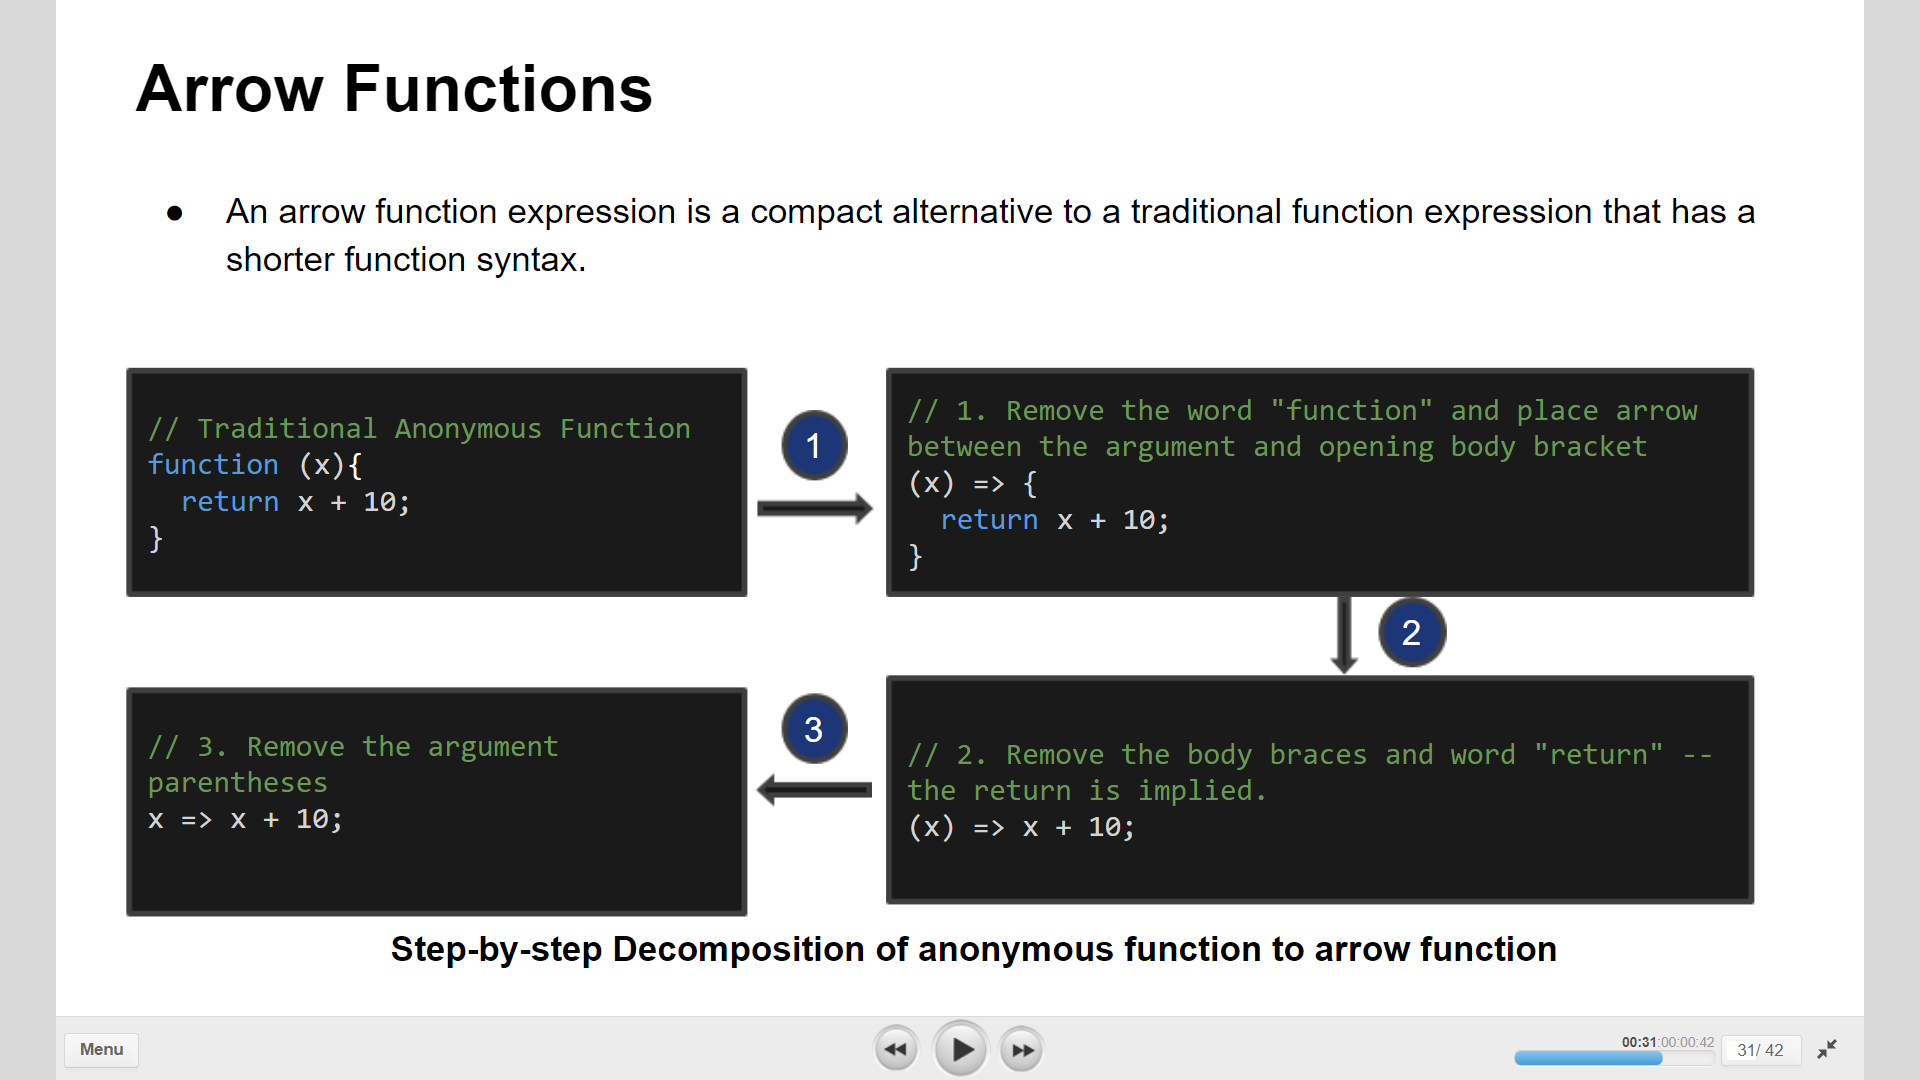 Arrow Functions
● An arrow function expression is a compact alternative to a traditional function expression that has a
shorter function syntax.
// Traditional Anonymous Function
function (x){
  return x + 10;
}
1
// 1. Remove the word "function" and place arrow
between the argument and opening body bracket
(x) => {
  return x + 10;
}
2
// 2. Remove the body braces and word "return" --
the return is implied.
(x) => x + 10;
3
// 3. Remove the argument
parentheses
x => x + 10;
Step-by-step Decomposition of anonymous function to arrow function
Menu
00:31:00:00:42
31/ 42